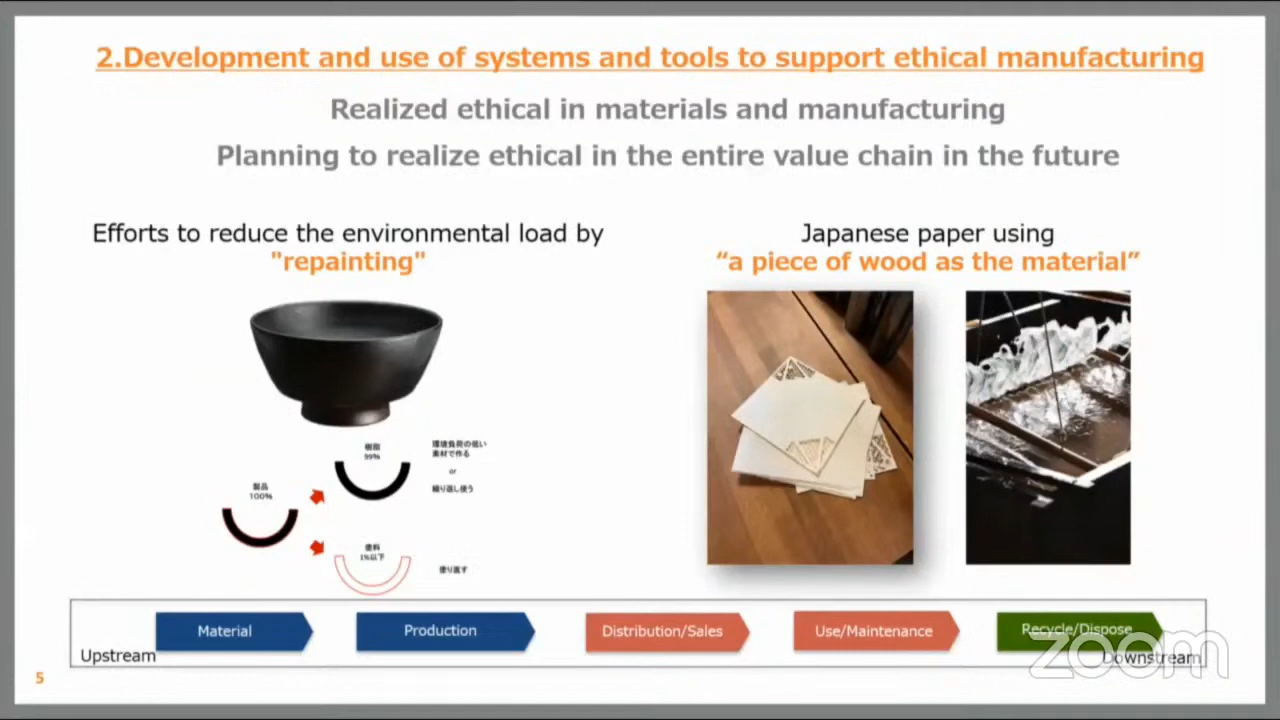 2.Development and use of systems and tools to support ethical manufacturing
Realized ethical in materials and manufacturing
Planning to realize ethical in the entire value chain in the future
Efforts to reduce the environmental load by
"repainting"
Japanese paper using
“a piece of wood as the material”
樹脂
99%
環境負荷の低い
素材で作る
or
繰り返し使う
製品
100%
塗料
1%以下
塗り直す
Material
Production
Distribution/Sales
Use/Maintenance
Recycle/Dispose
Upstream
Downstream
zoom
5